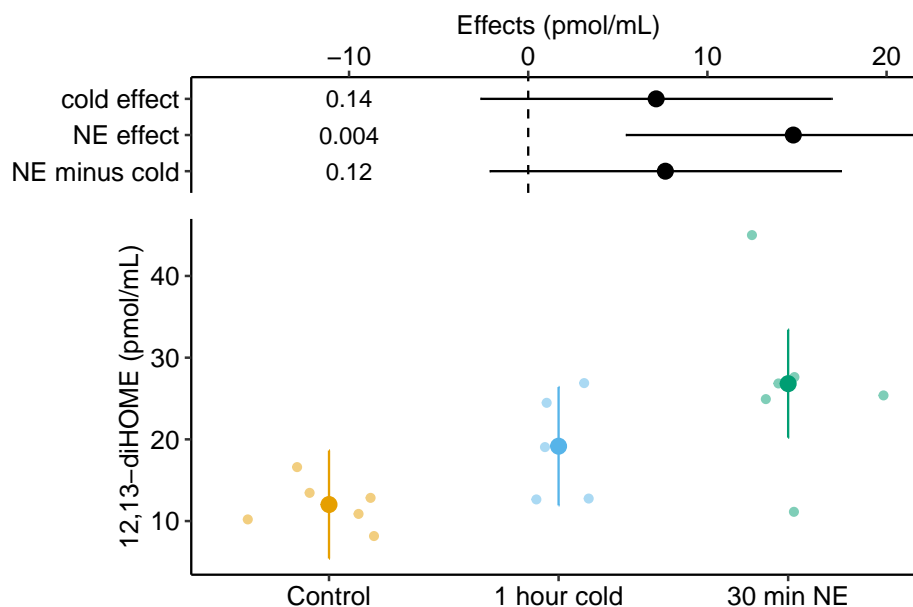 Effects (pmol/mL)
−10 0 10 20
cold effect 0.14
NE effect 0.004
NE minus cold 0.12
12,13−diHOME (pmol/mL)
40
30
20
10
Control 1 hour cold 30 min NE